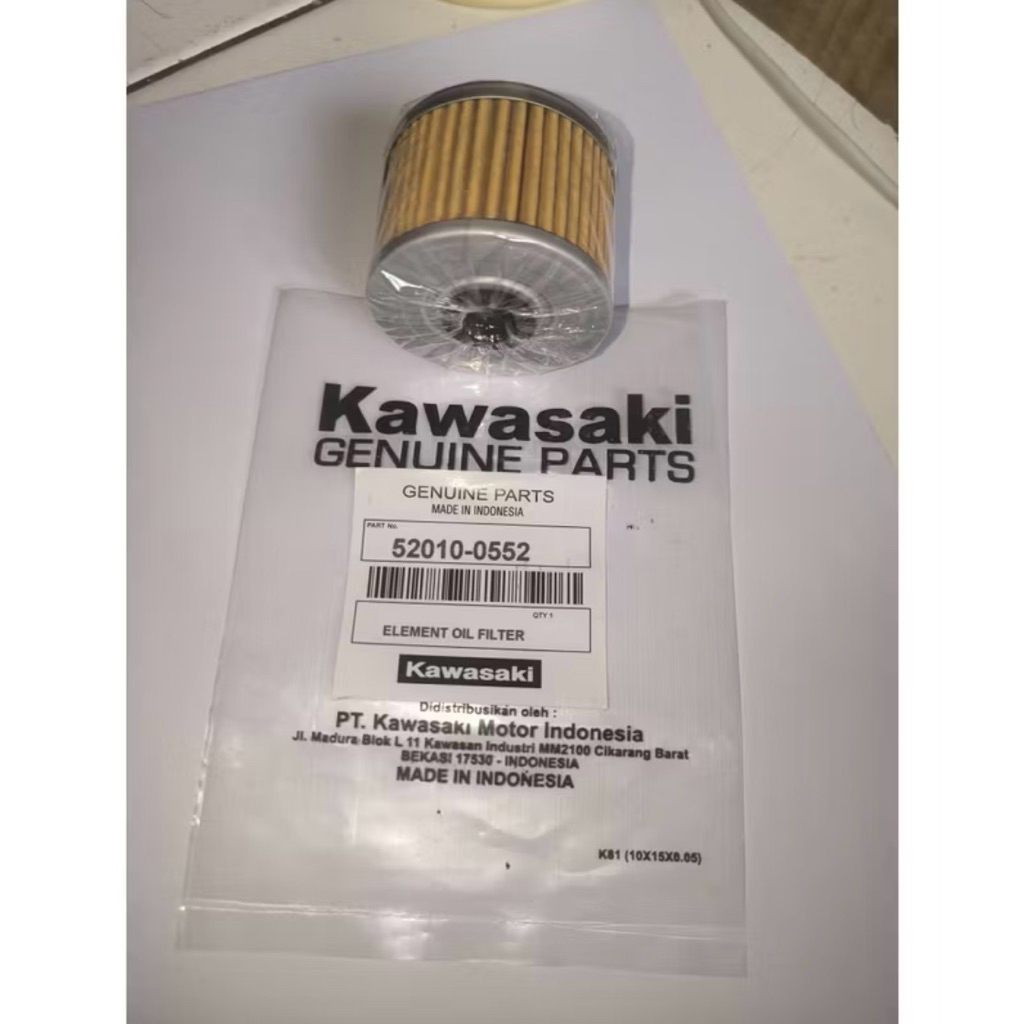 Kawasaki
GENUINE PARTS
GENUINE PARTS
MADE IN INDONESIA
PART No.
52010-0552
QTY 1
ELEMENT OIL FILTER
Kawasaki
Didistribusikan oleh :
PT. Kawasaki Motor Indonesia
Jl. Madura Blok L 11 Kawasan Industri MM2100 Cikarang Barat
BEKASI 17530 - INDONESIA
MADE IN INDONESIA
K81 (10X15X0.05)